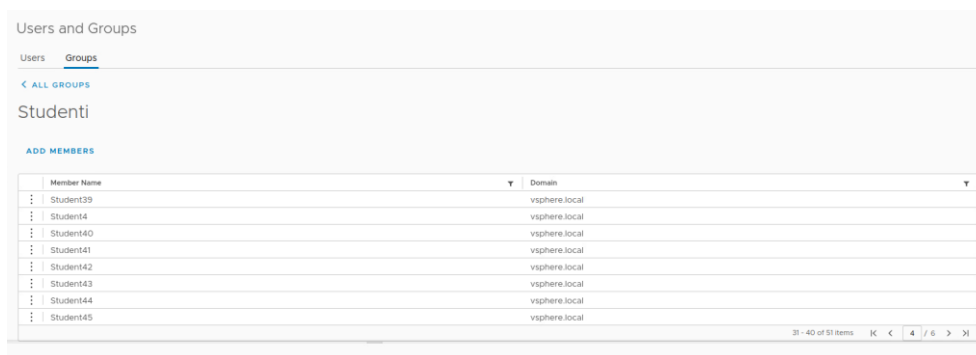 Users and Groups
Users Groups
< ALL GROUPS
Studenti
ADD MEMBERS
Member Name Domain
Student39 vsphere.local
Student4 vsphere.local
Student40 vsphere.local
Student41 vsphere.local
Student42 vsphere.local
Student43 vsphere.local
Student44 vsphere.local
Student45 vsphere.local
31 - 40 of 51 items 4 / 6